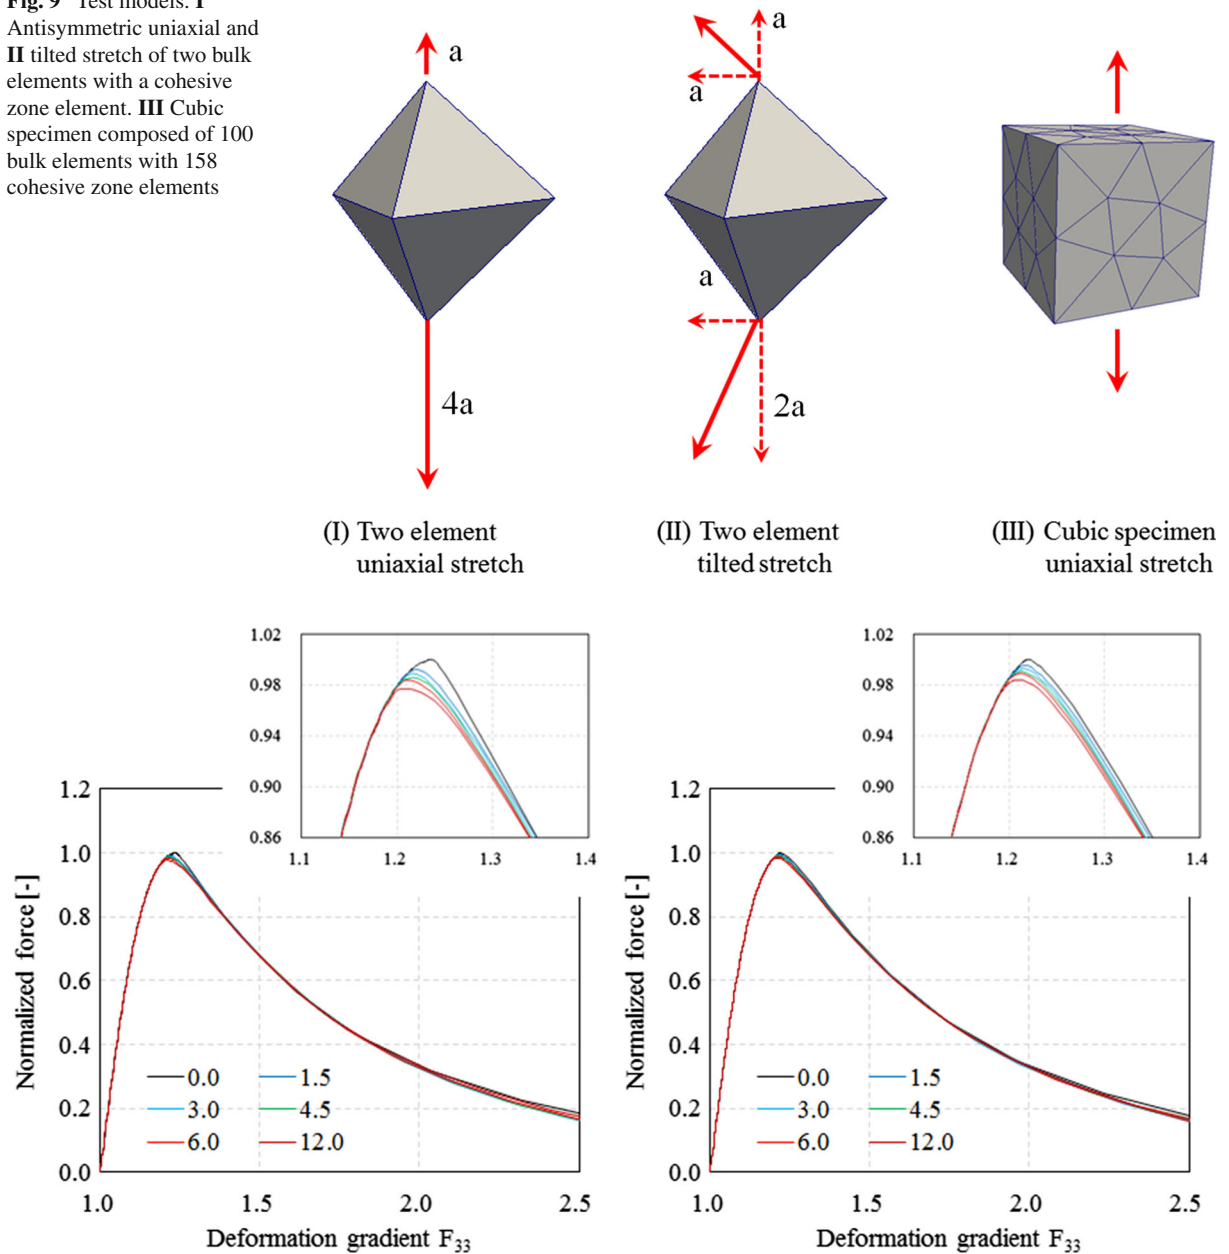 Fig. 9 Test models. I
Antisymmetric uniaxial and
II tilted stretch of two bulk
elements with a cohesive
zone element. III Cubic
specimen composed of 100
bulk elements with 158
cohesive zone elements
a
4a
a
a
a
2a
(I) Two element
uniaxial stretch
(II) Two element
tilted stretch
(III) Cubic specimen
uniaxial stretch
1.02
0.98
0.94
0.90
0.86
1.1 1.2 1.3 1.4
1.2
1.0
0.8
0.6
0.4
0.2
0.0
Normalized force [-]
0.0 1.5
3.0 4.5
6.0 12.0
1.0 1.5 2.0 2.5
Deformation gradient F33
1.02
0.98
0.94
0.90
0.86
1.1 1.2 1.3 1.4
1.2
1.0
0.8
0.6
0.4
0.2
0.0
Normalized force [-]
0.0 1.5
3.0 4.5
6.0 12.0
1.0 1.5 2.0 2.5
Deformation gradient F33